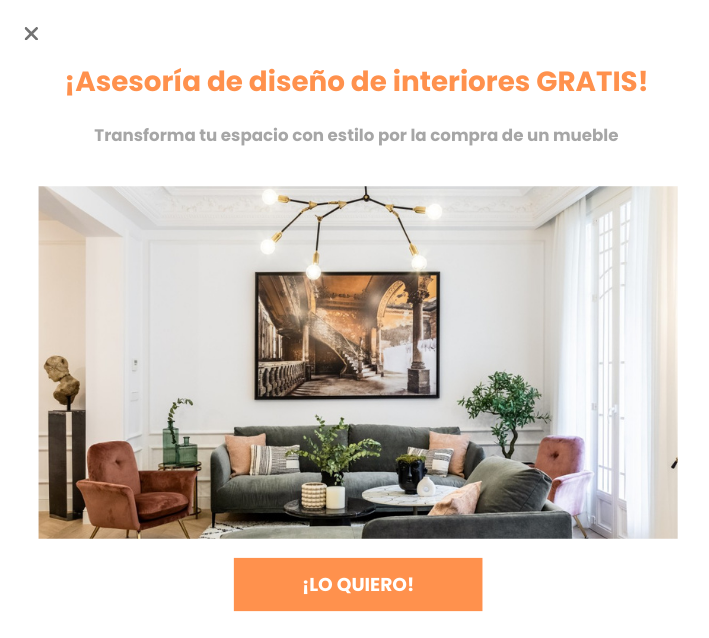 ¡Asesoría de diseño de interiores GRATIS!
Transforma tu espacio con estilo por la compra de un mueble
¡LO QUIERO!